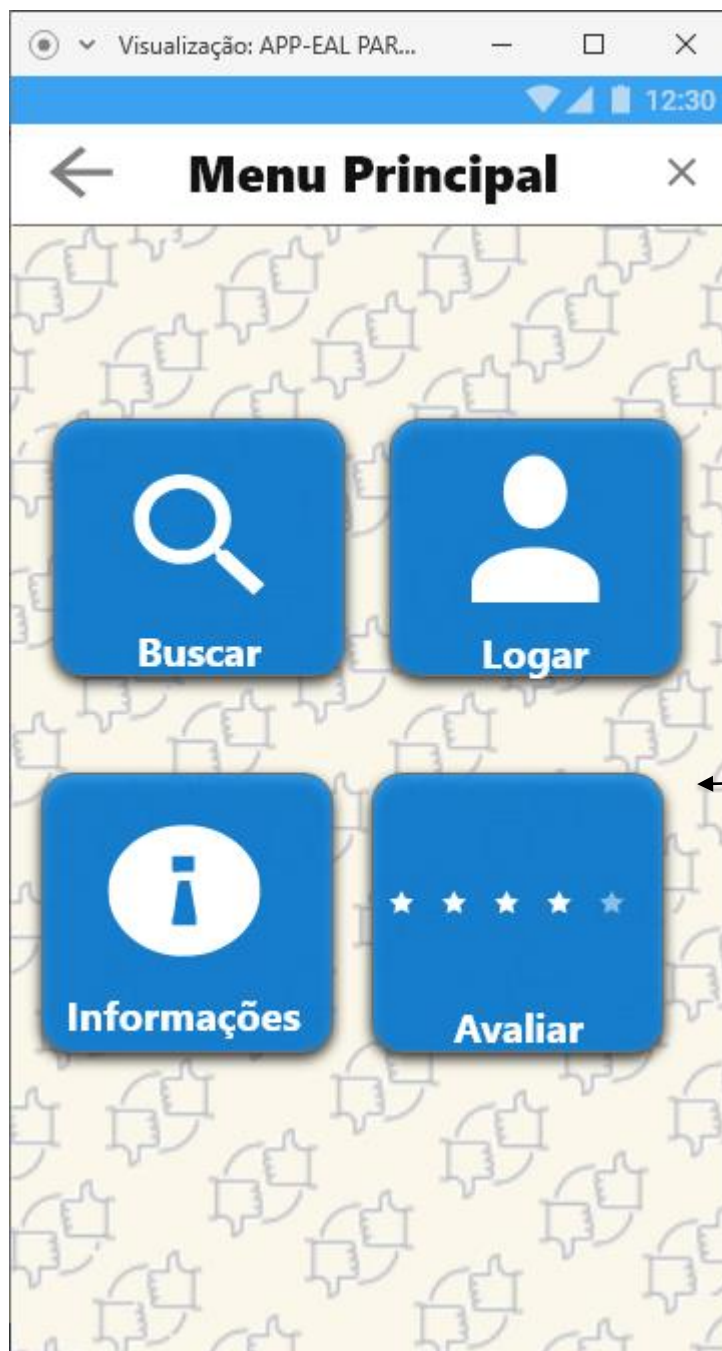 Visualização: APP-EAL PAR...
12:30
Menu Principal
Buscar
Logar
Informações
Avaliar